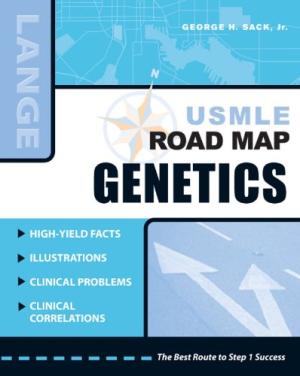 LANGE
GEORGE H. SACK, Jr.
N
USMLE
ROAD MAP
GENETICS
HIGH-YIELD FACTS
ILLUSTRATIONS
CLINICAL PROBLEMS
CLINICAL
CORRELATIONS
The Best Route to Step 1 Success